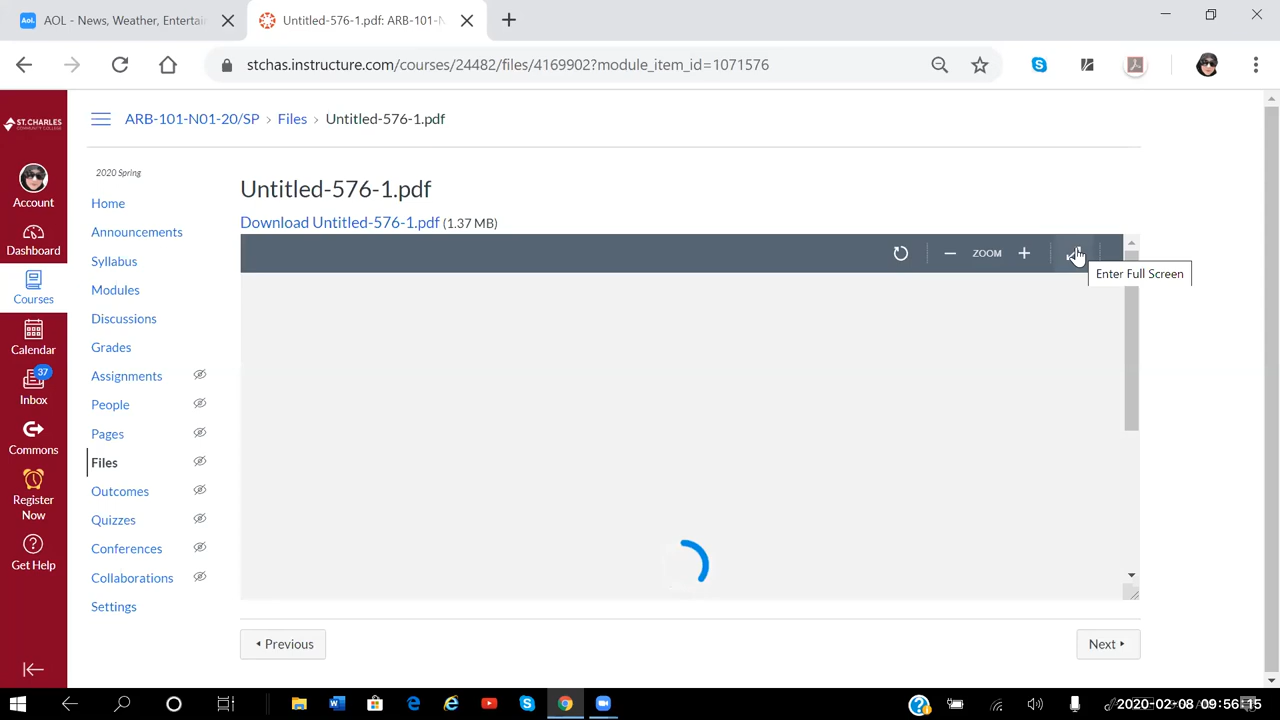 AOL - News, Weather, Entertai
Untitled-576-1.pdf: ARB-101-N
stchas.instructure.com/courses/24482/files/4169902?module_item_id=1071576
ST. CHARLES
COMMUNITY COLLEGE
ARB-101-N01-20/SP › Files › Untitled-576-1.pdf
2020 Spring
Untitled-576-1.pdf
Download Untitled-576-1.pdf (1.37 MB)
ZOOM
Enter Full Screen
Account
Dashboard
Courses
Calendar
37
Inbox
Commons
Register
Now
Get Help
Home
Announcements
Syllabus
Modules
Discussions
Grades
Assignments
People
Pages
Files
Outcomes
Quizzes
Conferences
Collaborations
Settings
Previous
Next
2020-02-08 09:56:15